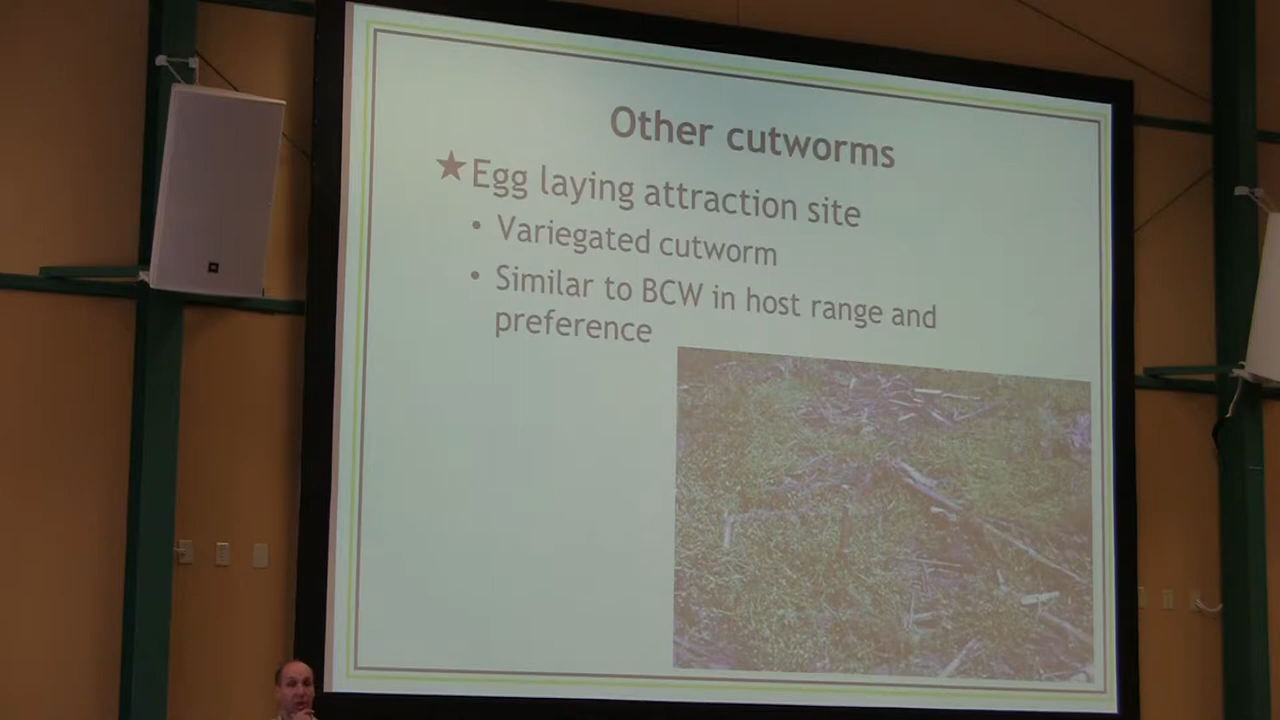 Other cutworms
★Egg laying attraction site
• Variegated cutworm
• Similar to BCW in host range and
preference